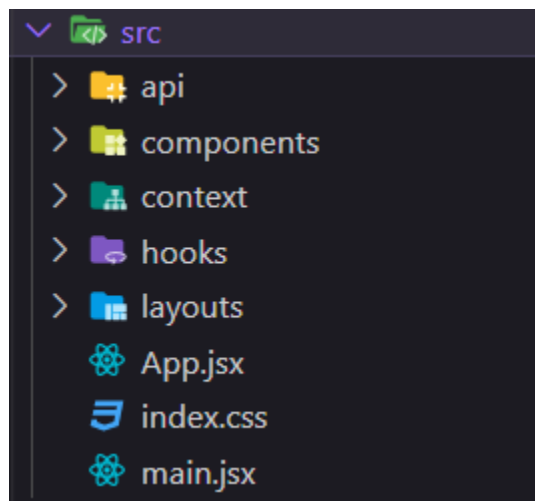 src
api
components
context
hooks
layouts
App.jsx
index.css
main.jsx